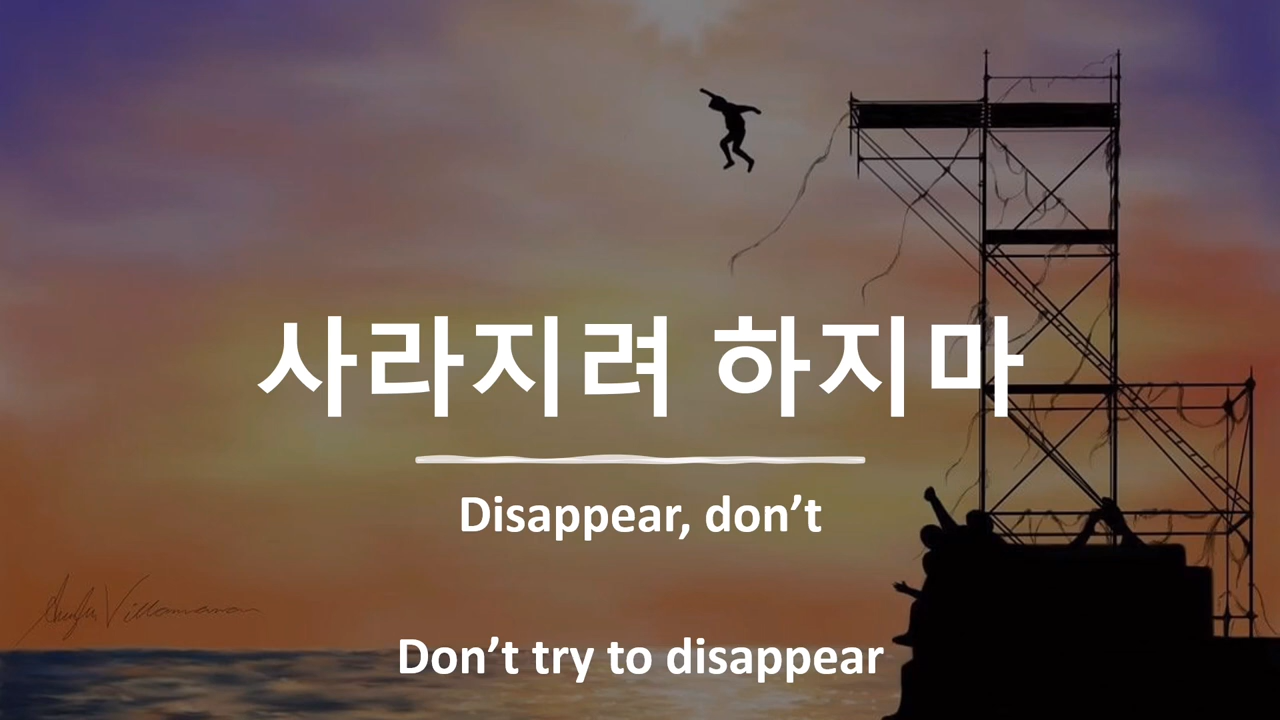 사라지려 하지마
Disappear, don’t
Don’t try to disappear